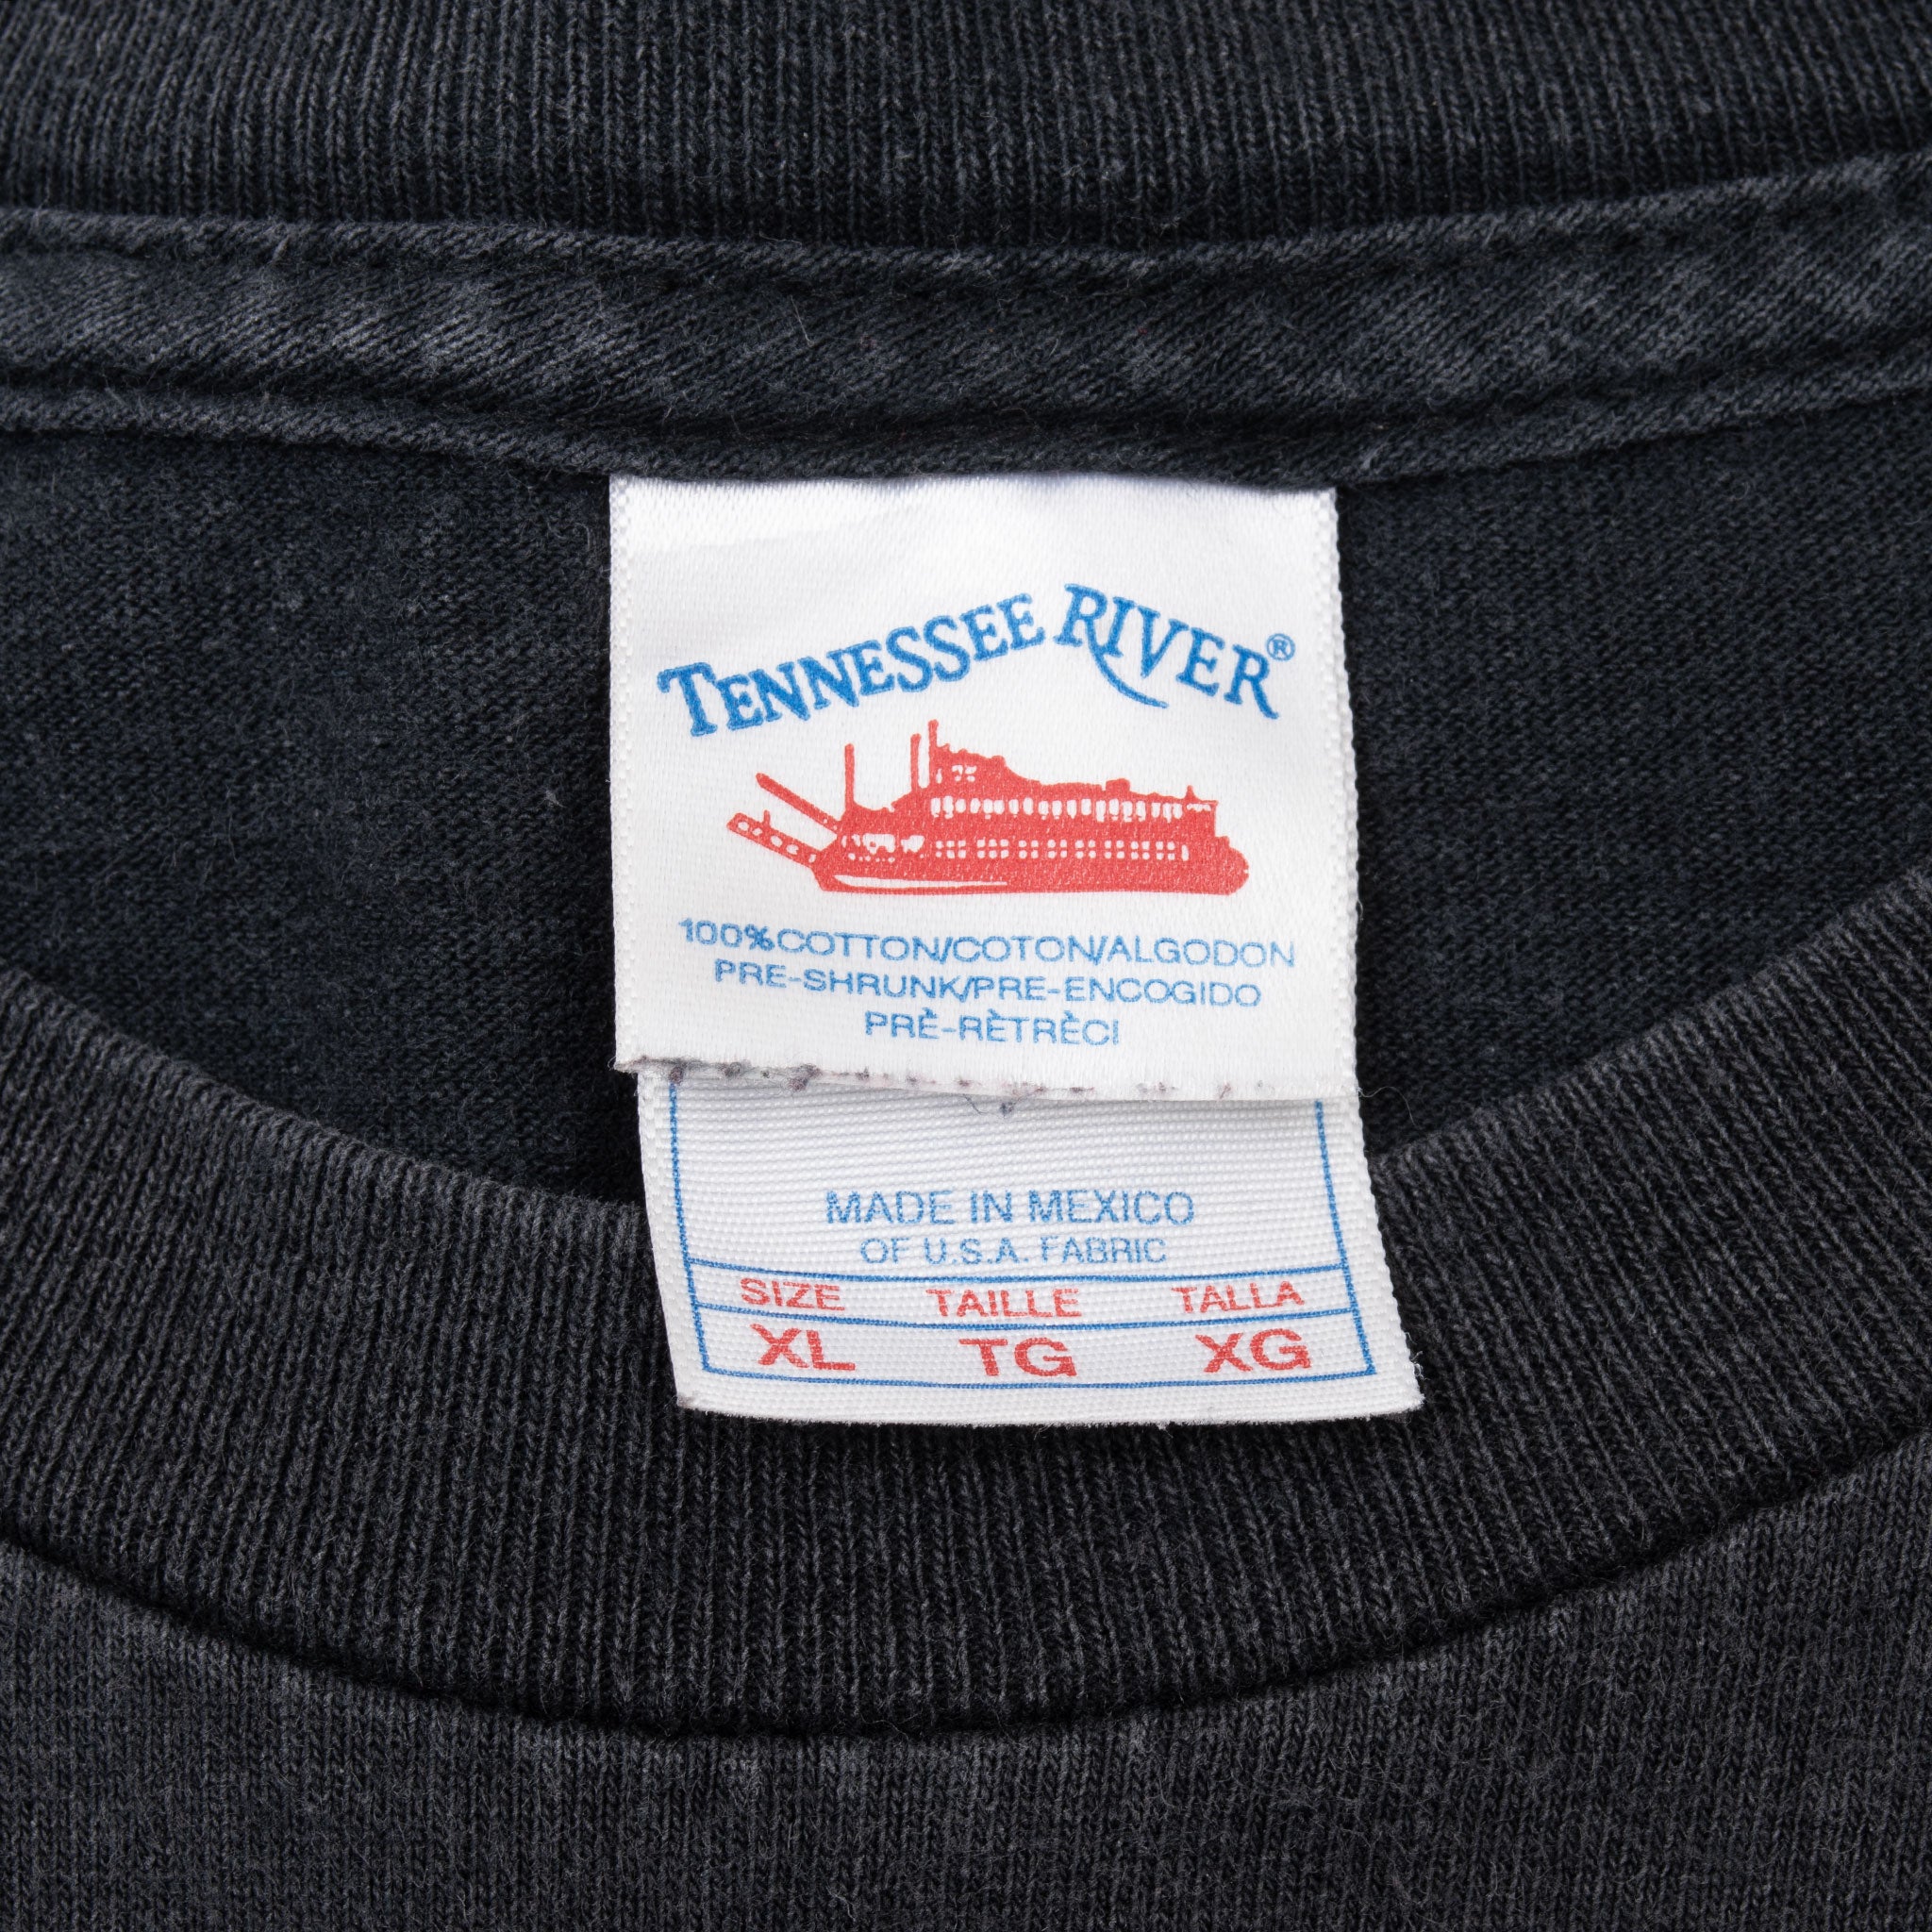 TENNESSEE RIVER®
100%COTTON/COTON/ALGODON
PRE-SHRUNK/PRE-ENCOGIDO
PRÈ-RÈTRÈCI
MADE IN MEXICO
OF U.S.A. FABRIC
SIZE TAILLE TALLA
XL TG XG